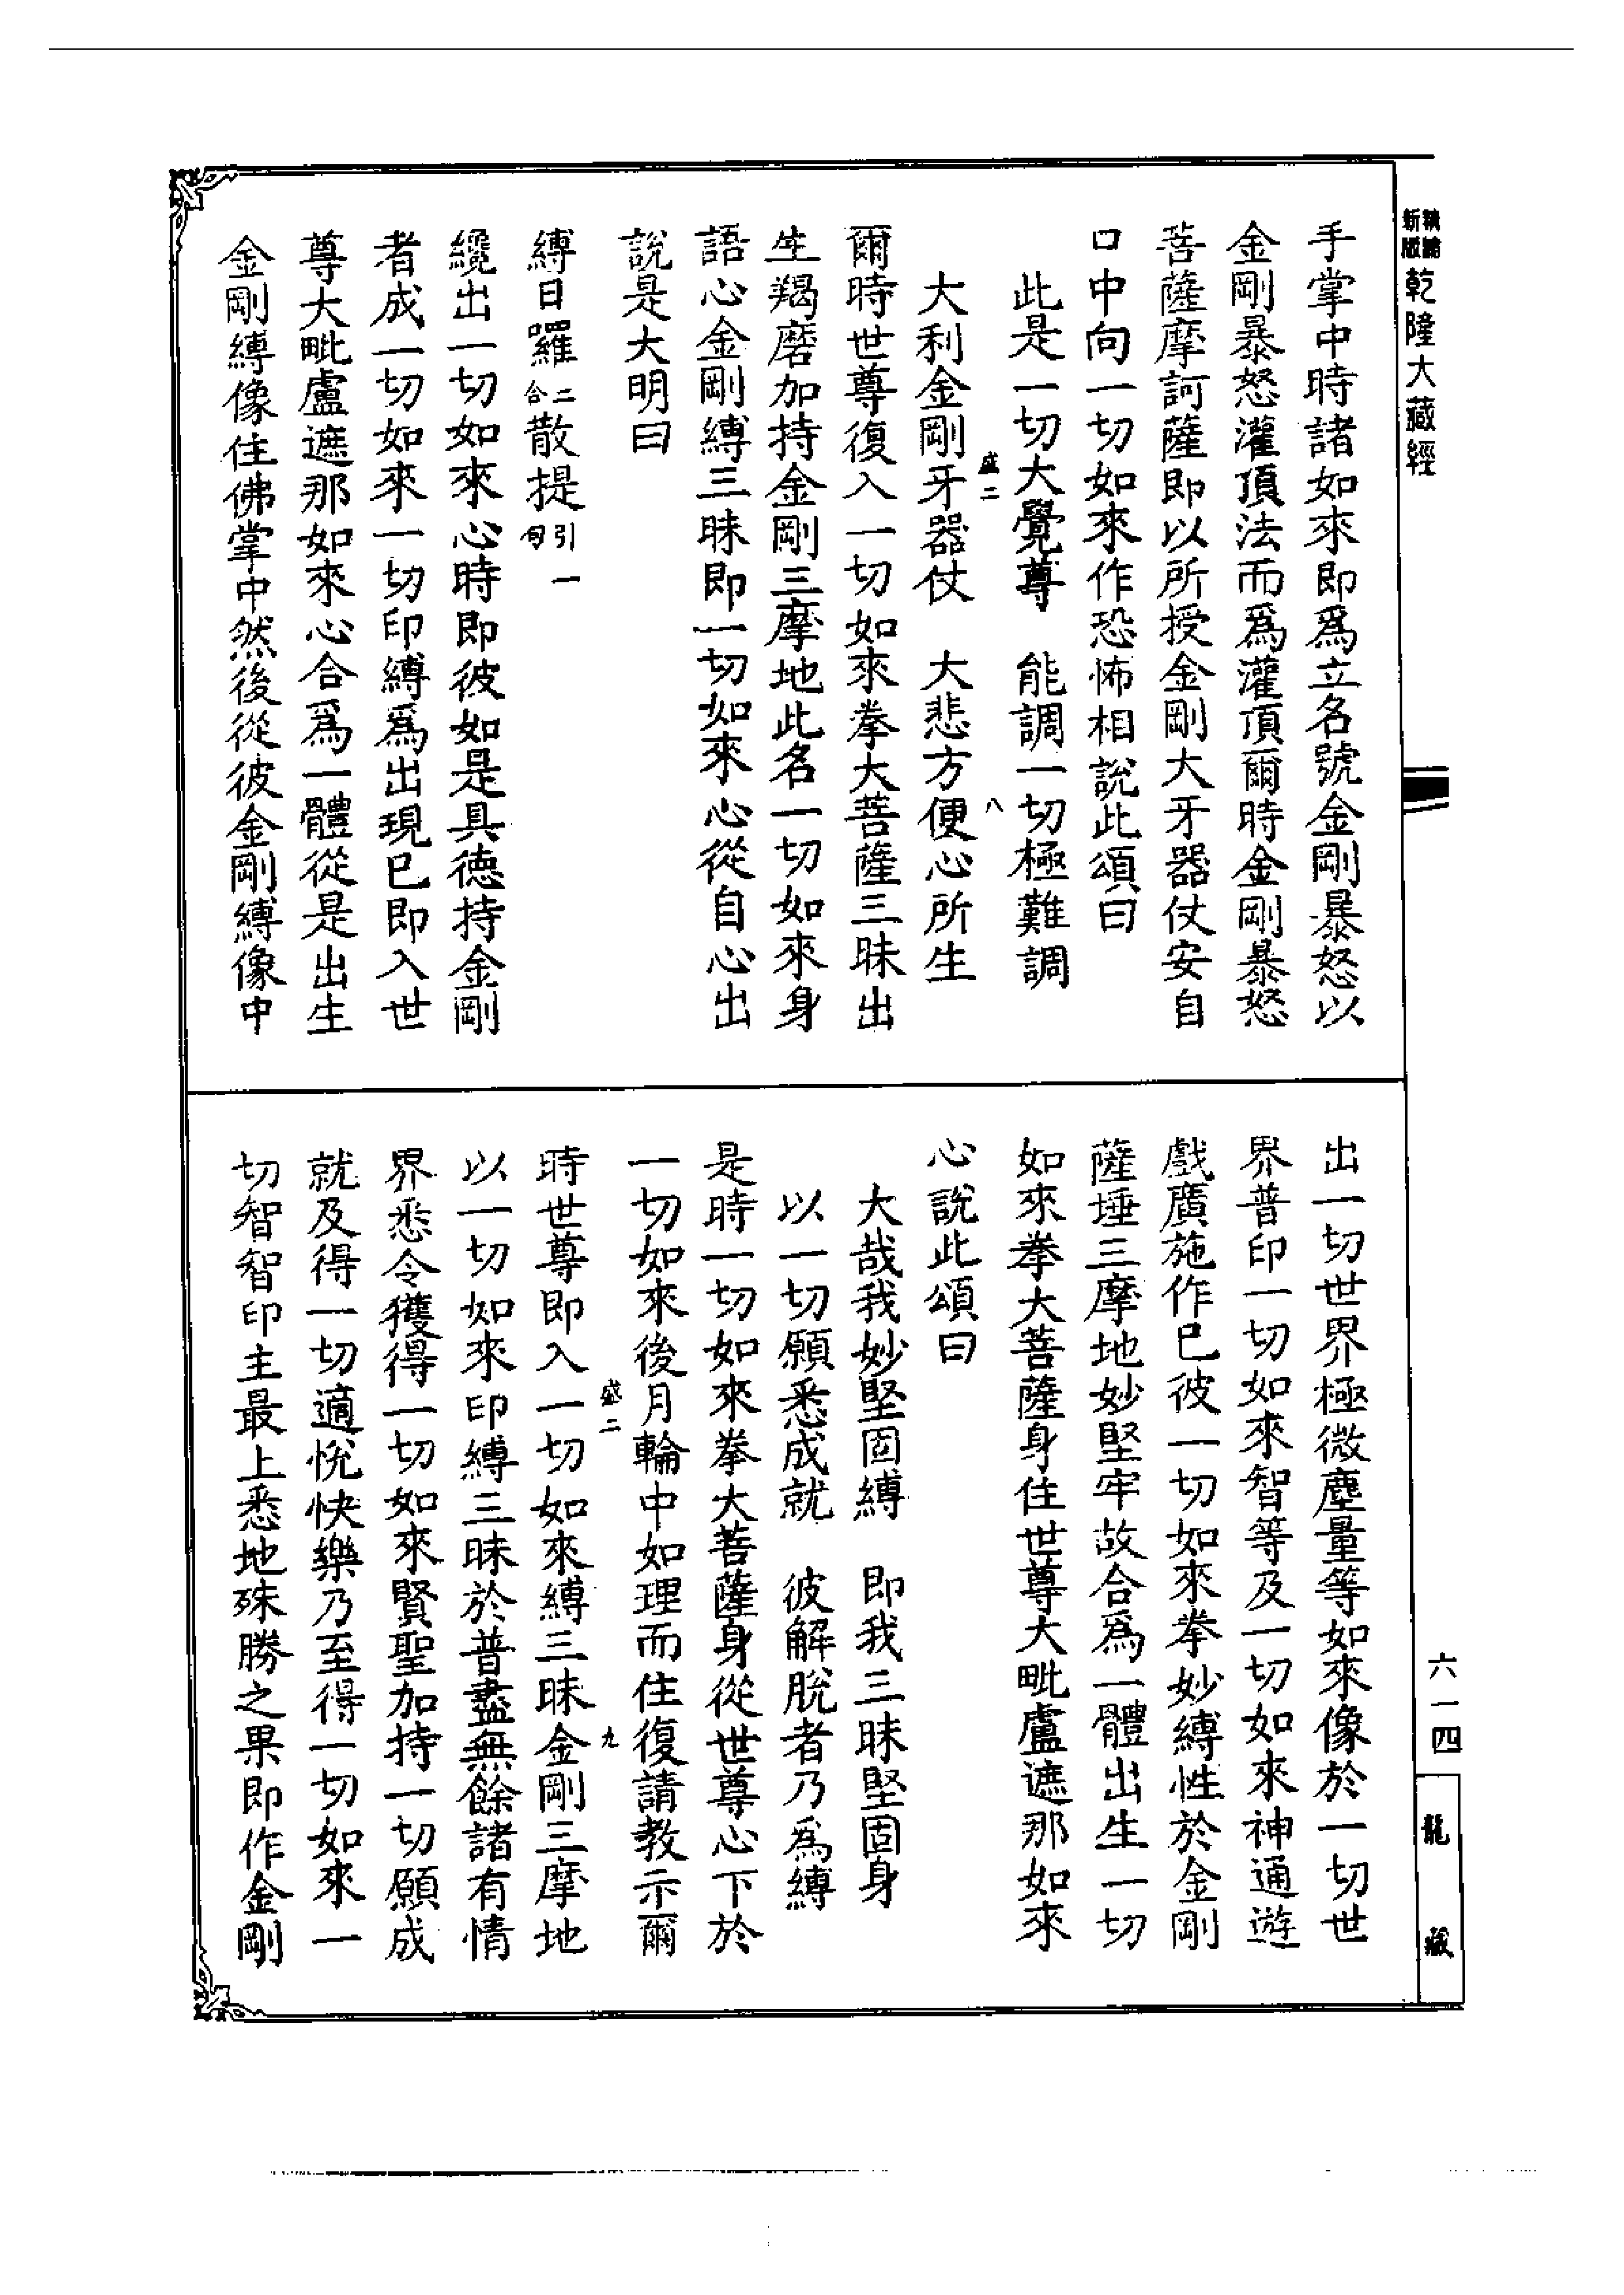 新版 精緻 乾隆大藏經
手掌中時諸如來即爲立名號金剛暴怒以
金剛暴怒灌頂法而爲灌頂爾時金剛暴怒
菩薩摩訶薩即以所授金剛大牙器仗安自
口中向一切如來作恐怖相說此頌曰
此是一切大覺尊　能調一切極難調
盛二　八
大利金剛牙器仗　大悲方便心所生
爾時世尊復入一切如來拳大菩薩三昧出
生羯磨加持金剛三摩地此名一切如來身
語心金剛縛三昧即一切如來心從自心出
說是大明曰
縛日囉二合散提引一句
纔出一切如來心時即彼如是具德持金剛
者成一切如來一切印縛爲出現已即入世
尊大毗盧遮那如來心合爲一體從是出生
金剛縛像住佛掌中然後從彼金剛縛像中
出一切世界極微塵量等如來像於一切世
界普印一切如來智等及一切如來神通遊
戲廣施作已彼一切如來拳妙縛性於金剛
薩埵三摩地妙堅牢故合爲一體出生一切
如來拳大菩薩身住世尊大毗盧遮那如來
心說此頌曰
大哉我妙堅固縛　即我三昧堅固身
以一切願悉成就　彼解脫者乃爲縛
是時一切如來拳大菩薩身從世尊心下於
一切如來後月輪中如理而住復請教示爾
盛二　九
時世尊即入一切如來縛三昧金剛三摩地
以一切如來印縛三昧於普盡無餘諸有情
界悉令獲得一切如來賢聖加持一切願成
就及得一切適悅快樂乃至得一切如來一
切智智印主最上悉地殊勝之果即作金剛
六一四
龍藏